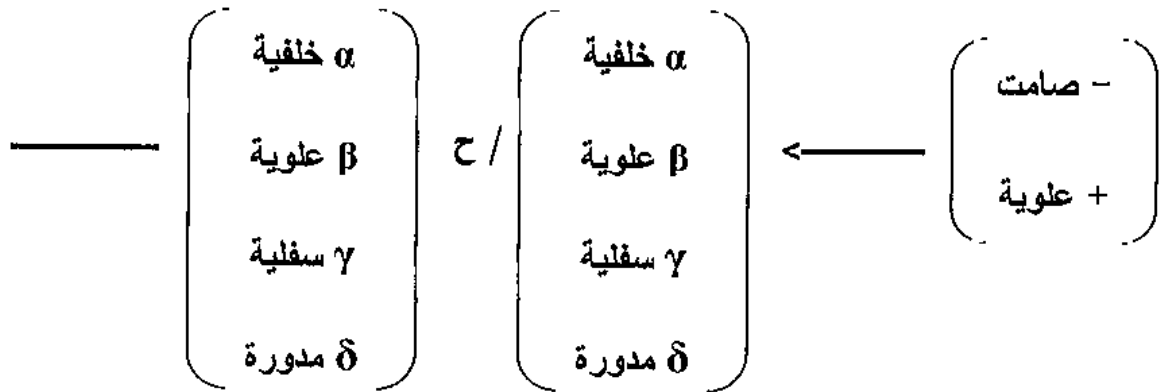 - صامت
+ علوية
<——
α خلفية
β علوية
γ سفلية
δ مدورة
/ ح
α خلفية
β علوية
γ سفلية
δ مدورة
——